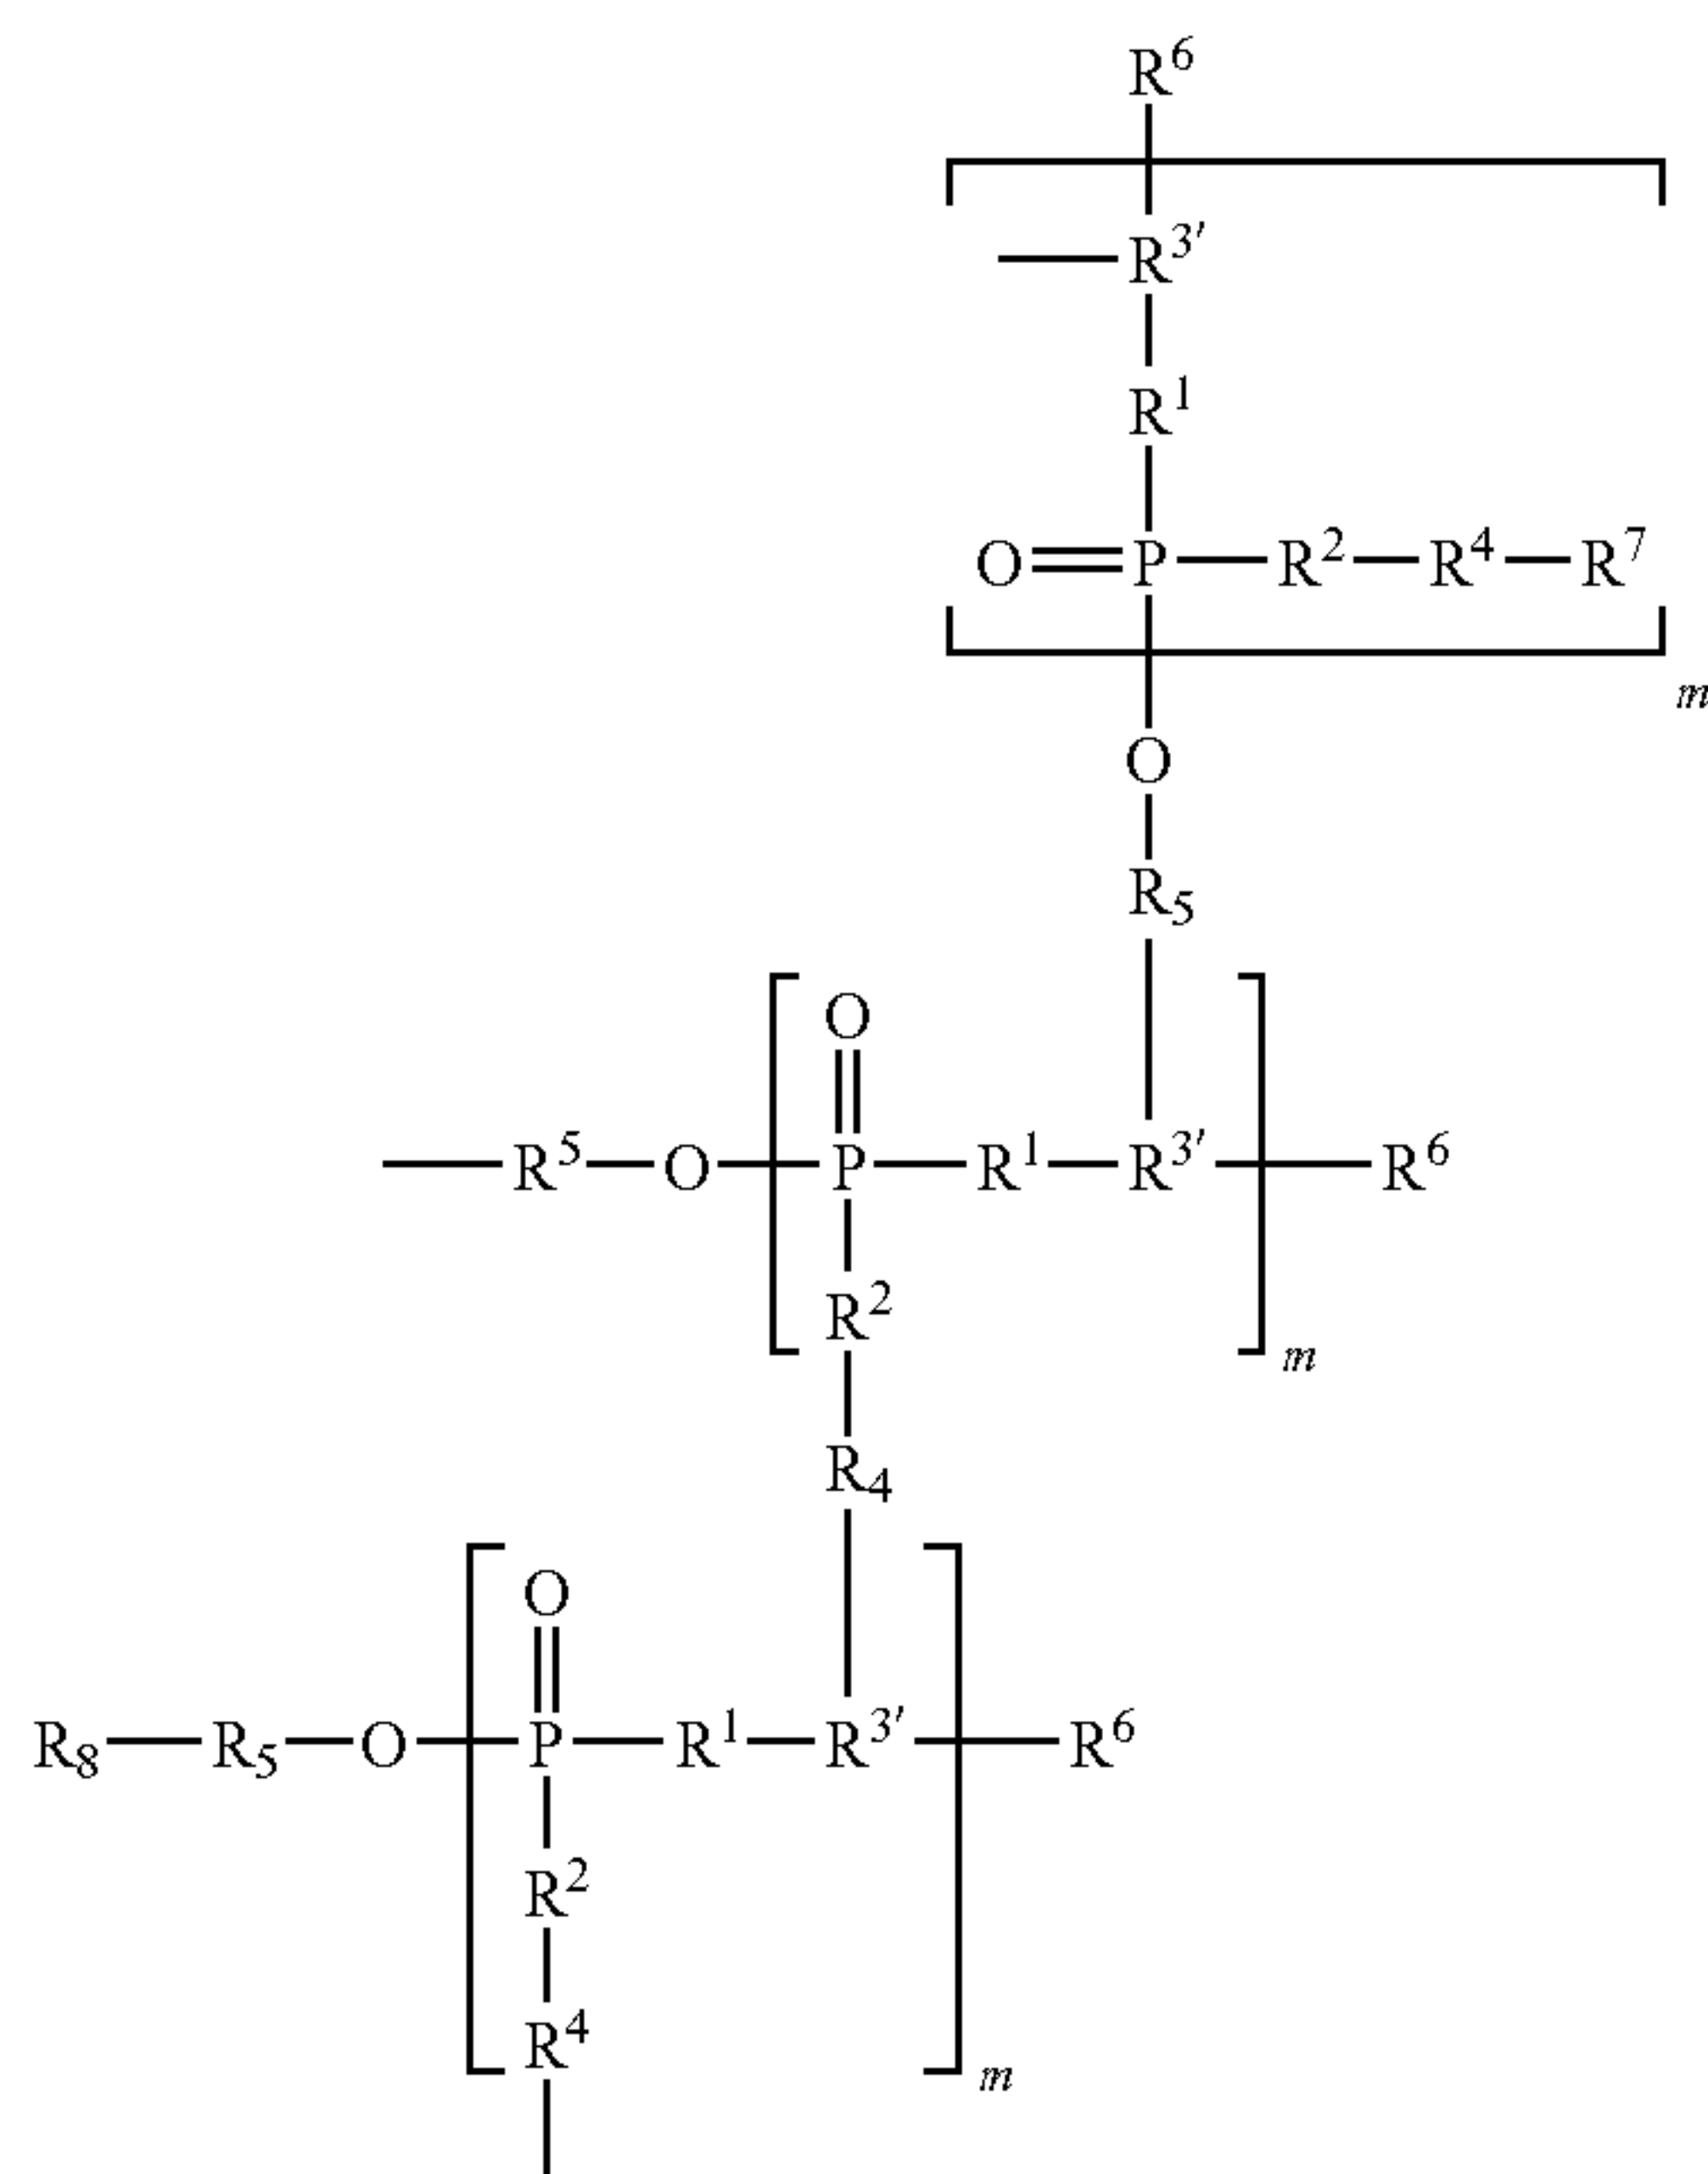 R⁶
R³′
R¹
O P R² R⁴ R⁷
m
O
R₅
O
R⁵ O P R¹ R³′ R⁶
R²
m
R₄
O
R₈ R₅ O P R¹ R³′ R⁶
R²
R⁴
m